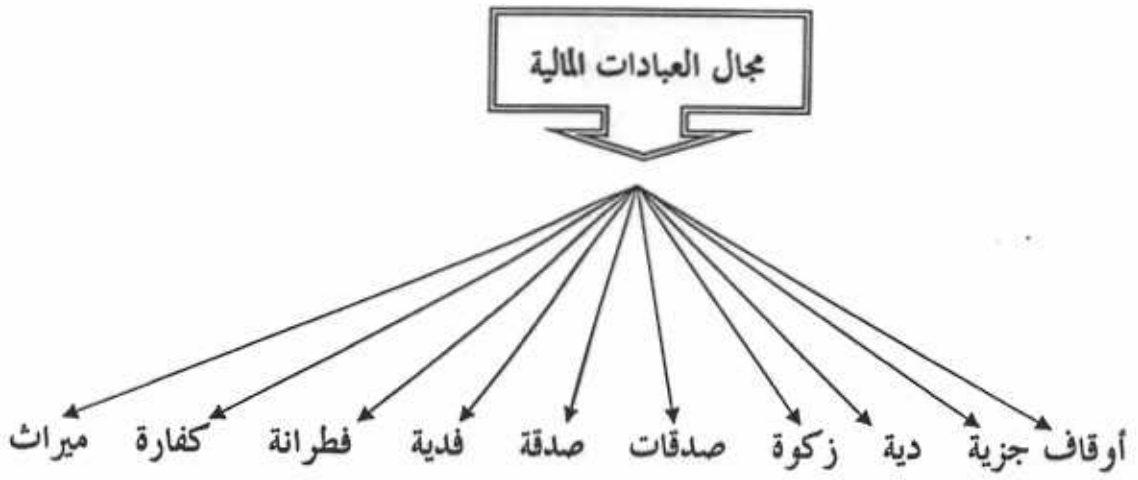 مجال العبادات المالية
أوقاف جزية دية زكوة صدقات صدقة فدية فطرانة كفارة ميراث